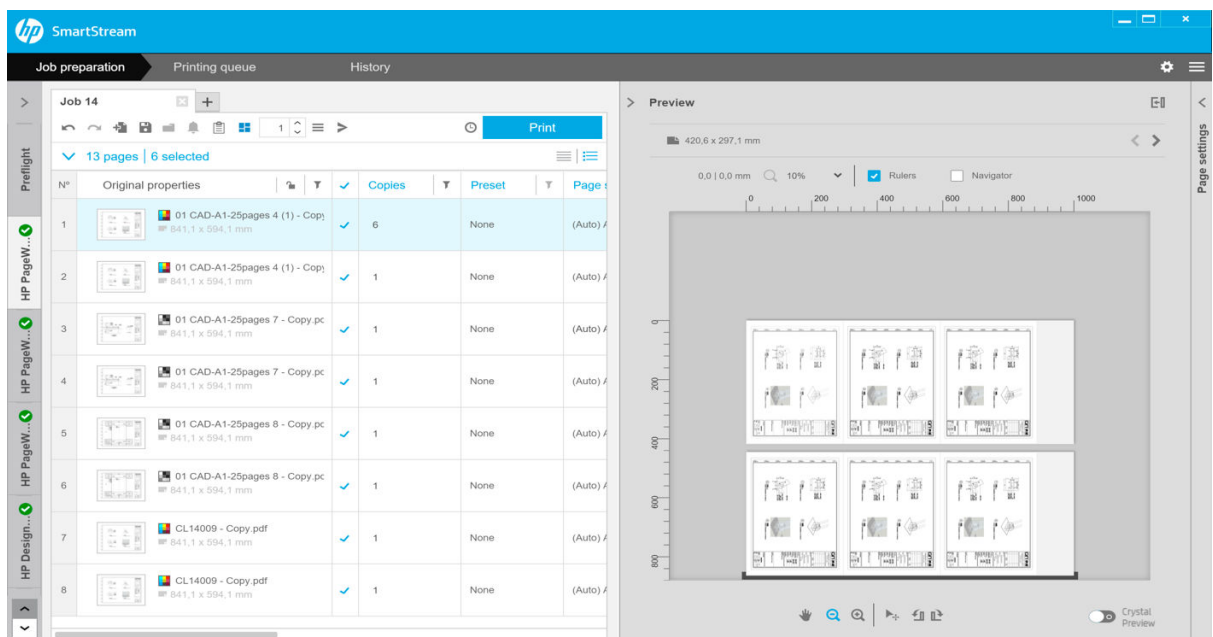 hp SmartStream
Job preparation Printing queue History
Job 14
1 Print
13 pages | 6 selected
N° Original properties Copies Preset Page s
1 01 CAD-A1-25pages 4 (1) - Copy 6 None (Auto) A
841,1 x 594,1 mm
2 01 CAD-A1-25pages 4 (1) - Copy 1 None (Auto) A
841,1 x 594,1 mm
3 01 CAD-A1-25pages 7 - Copy.pc 1 None (Auto) A
841,1 x 594,1 mm
4 01 CAD-A1-25pages 7 - Copy.pc 1 None (Auto) A
841,1 x 594,1 mm
5 01 CAD-A1-25pages 8 - Copy.pc 1 None (Auto) A
841,1 x 594,1 mm
6 01 CAD-A1-25pages 8 - Copy.pc 1 None (Auto) A
841,1 x 594,1 mm
7 CL14009 - Copy.pdf 1 None (Auto) A
841,1 x 594,1 mm
8 CL14009 - Copy.pdf 1 None (Auto) A
841,1 x 594,1 mm
Preflight
HP PageW...
HP PageW...
HP PageW...
HP Design...
Preview
420,6 x 297,1 mm
0,0 | 0,0 mm 10% Rulers Navigator
0 200 400 600 800 1000
0
200
400
600
800
Crystal
Preview
Page settings